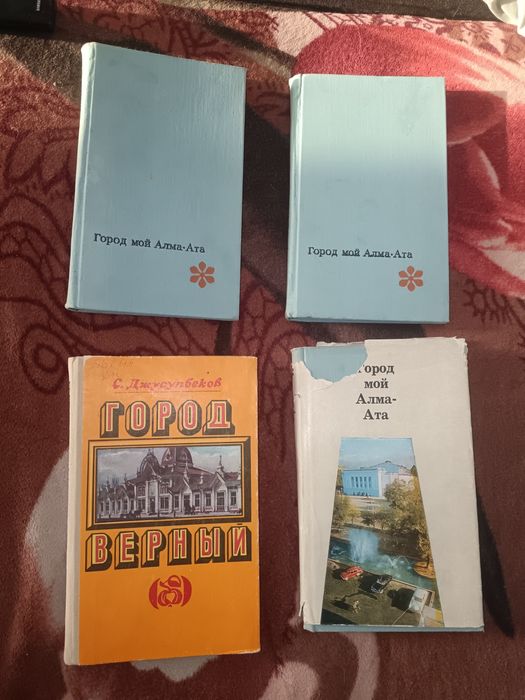 Город мой Алма-Ата
Город мой Алма-Ата
С. Джусупбеков
ГОРОД
ВЕРНЫЙ
Город
мой
Алма-
Ата